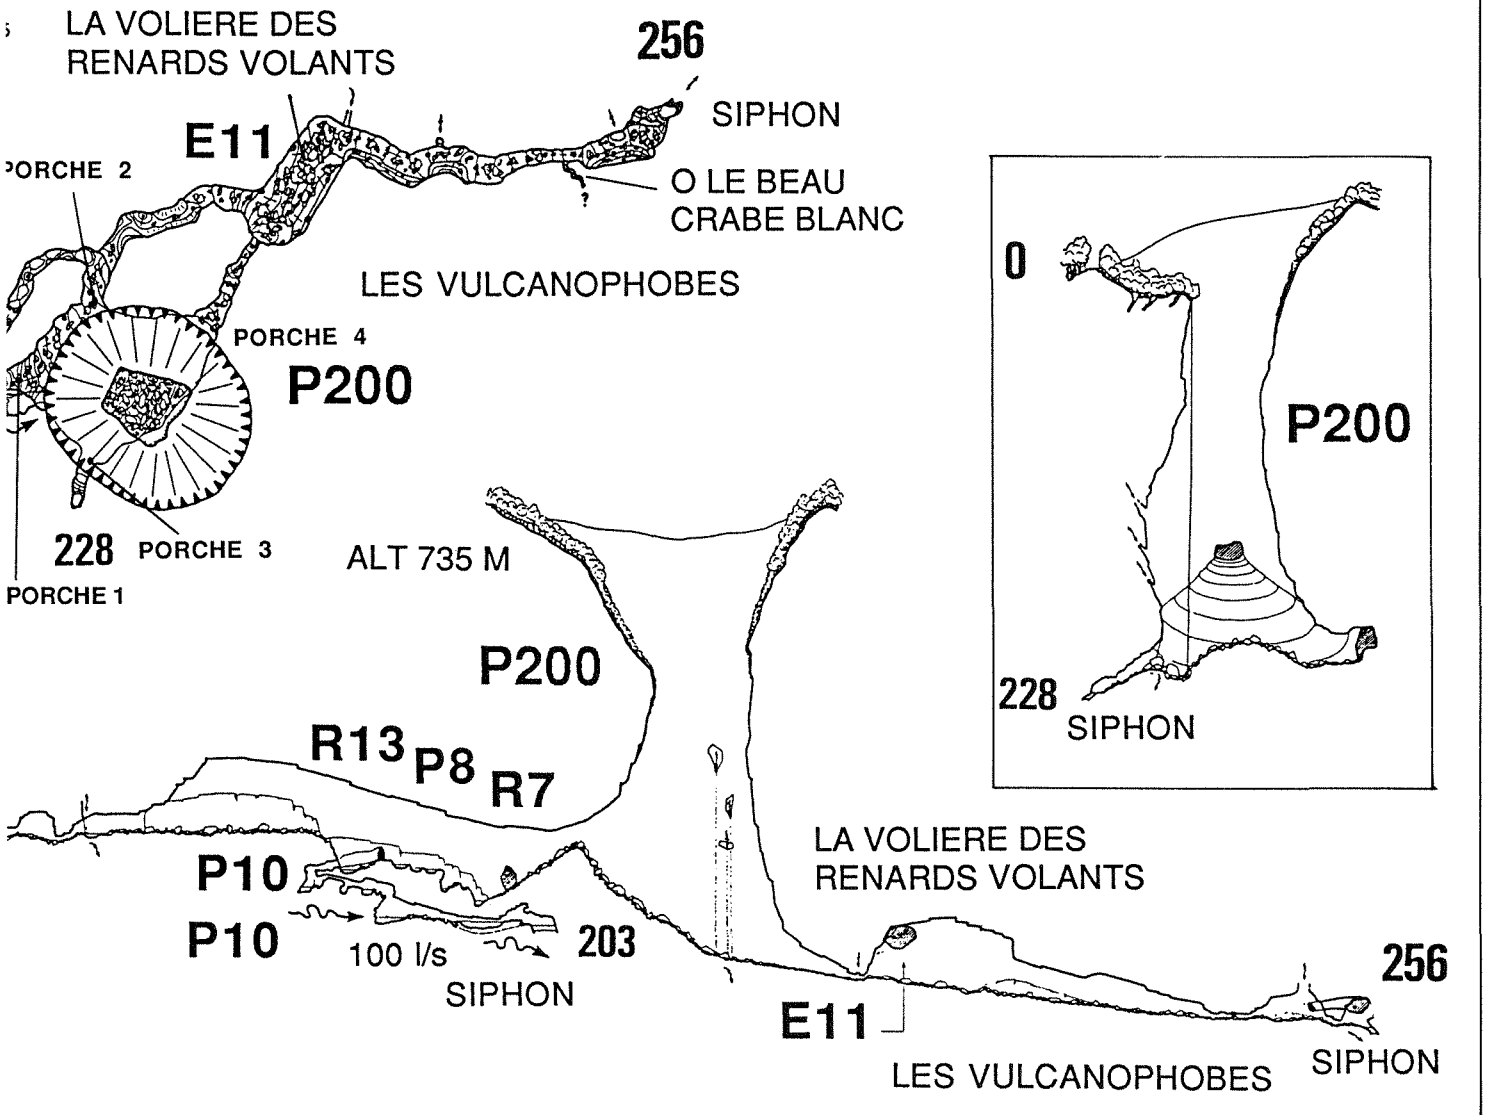 LA VOLIERE DES
RENARDS VOLANTS
256
SIPHON
E11
PORCHE 2
O LE BEAU
CRABE BLANC
?
LES VULCANOPHOBES
PORCHE 4
P200
228
PORCHE 3
PORCHE 1
0
P200
228
SIPHON
ALT 735 M
P200
R13
P8
R7
P10
P10
100 l/s
203
SIPHON
LA VOLIERE DES
RENARDS VOLANTS
256
E11
SIPHON
LES VULCANOPHOBES